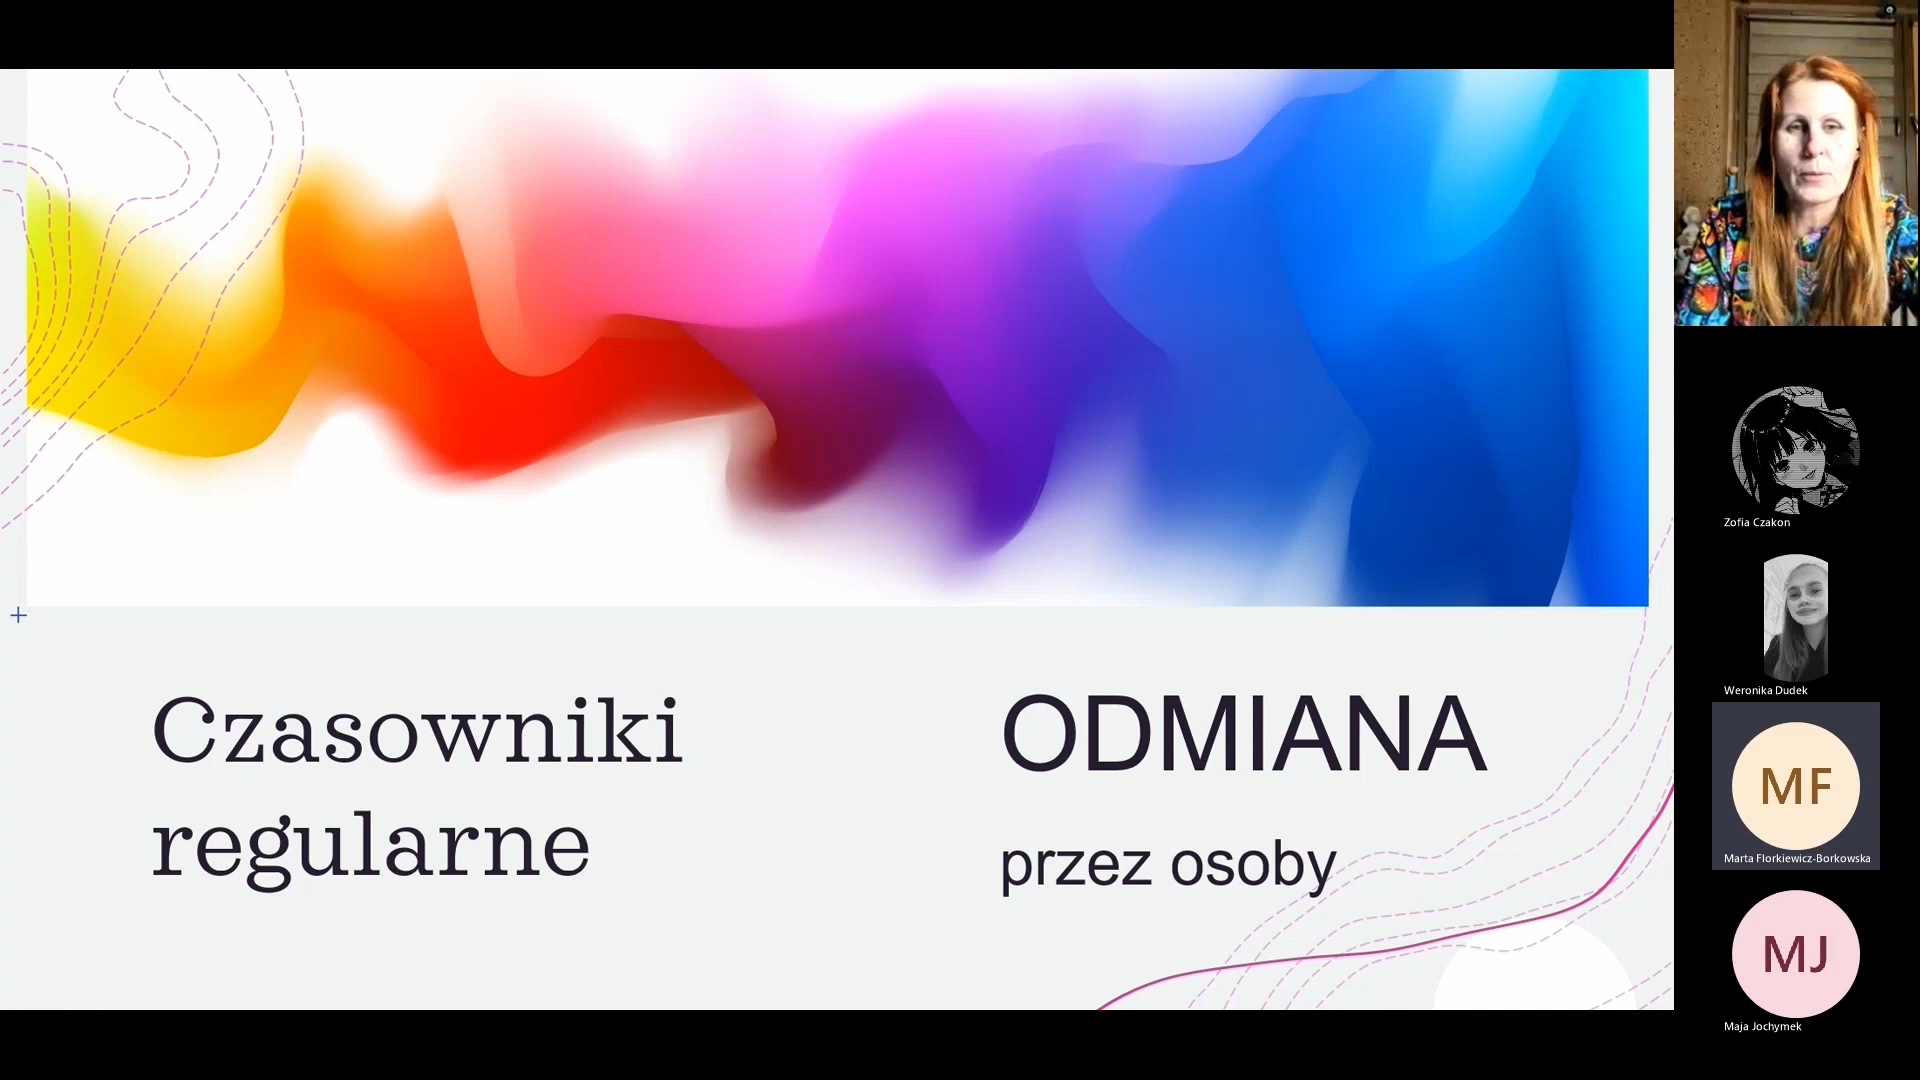 Czasowniki
regularne
ODMIANA
przez osoby
Zofia Czakon
Weronika Dudek
MF
Marta Florkiewicz-Borkowska
MJ
Maja Jochymek